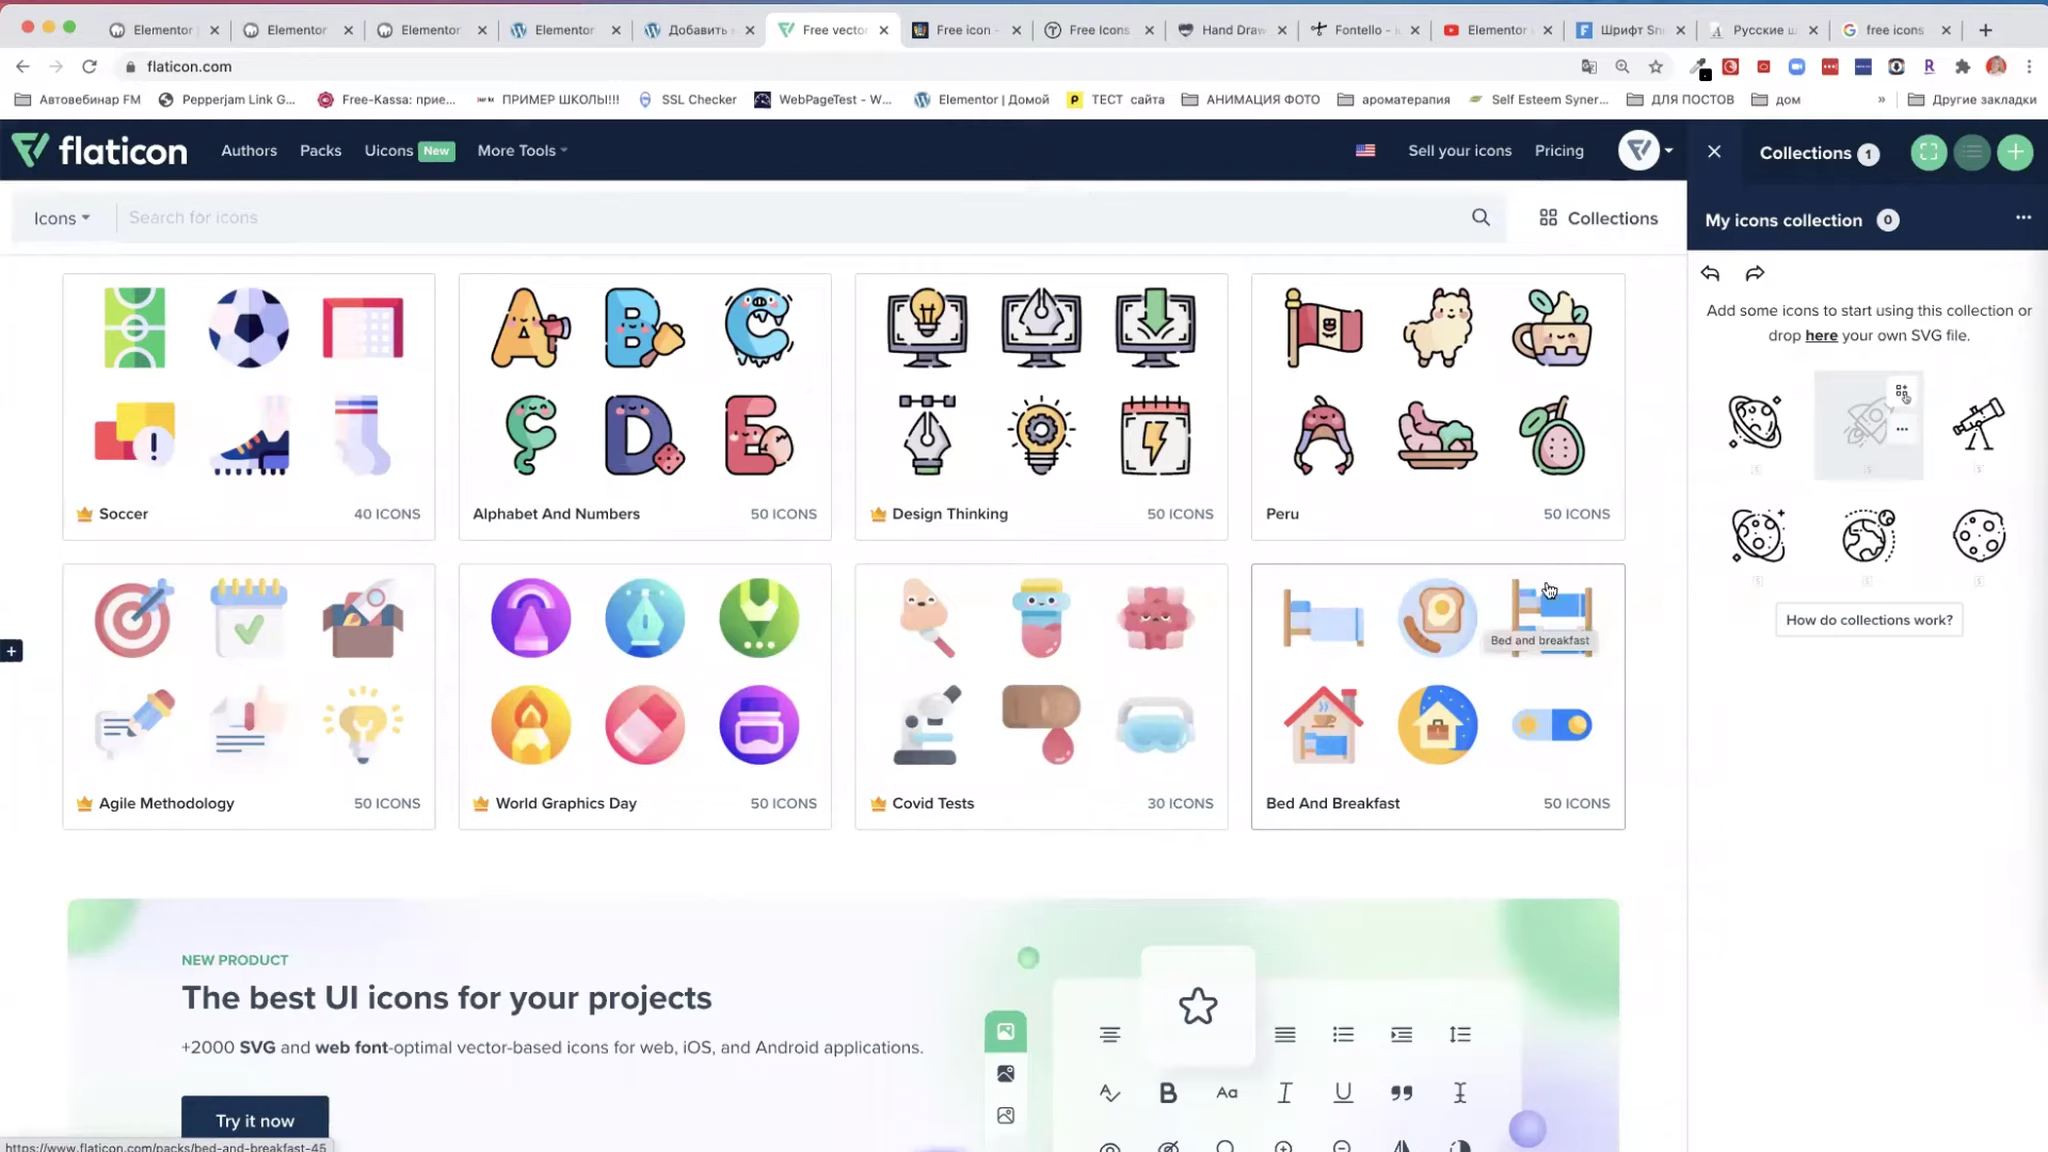 Elementor
Elementor
Elementor
Elementor
Добавить
Free vector
Free icon -
Free Icons
Hand Draw
Fontello - i
Elementor
Шрифт Sn
Русские ш
free icons
flaticon.com
Автовебинар FM
Pepperjam Link G...
Free-Kassa: прие...
ПРИМЕР ШКОЛЫ!!!
SSL Checker
WebPageTest - W...
Elementor | Домой
ТЕСТ сайта
АНИМАЦИЯ ФОТО
ароматерапия
Self Esteem Syner...
ДЛЯ ПОСТОВ
дом
»
Другие закладки
flaticon
Authors
Packs
Uicons New
More Tools
Sell your icons
Pricing
Collections 1
Icons
Search for icons
Collections
My icons collection 0
Add some icons to start using this collection or
drop here your own SVG file.
How do collections work?
Soccer 40 ICONS
Alphabet And Numbers 50 ICONS
Design Thinking 50 ICONS
Peru 50 ICONS
Bed and breakfast
Agile Methodology 50 ICONS
World Graphics Day 50 ICONS
Covid Tests 30 ICONS
Bed And Breakfast 50 ICONS
NEW PRODUCT
The best UI icons for your projects
+2000 SVG and web font-optimal vector-based icons for web, iOS, and Android applications.
Try it now
https://www.flaticon.com/packs/bed-and-breakfast-45